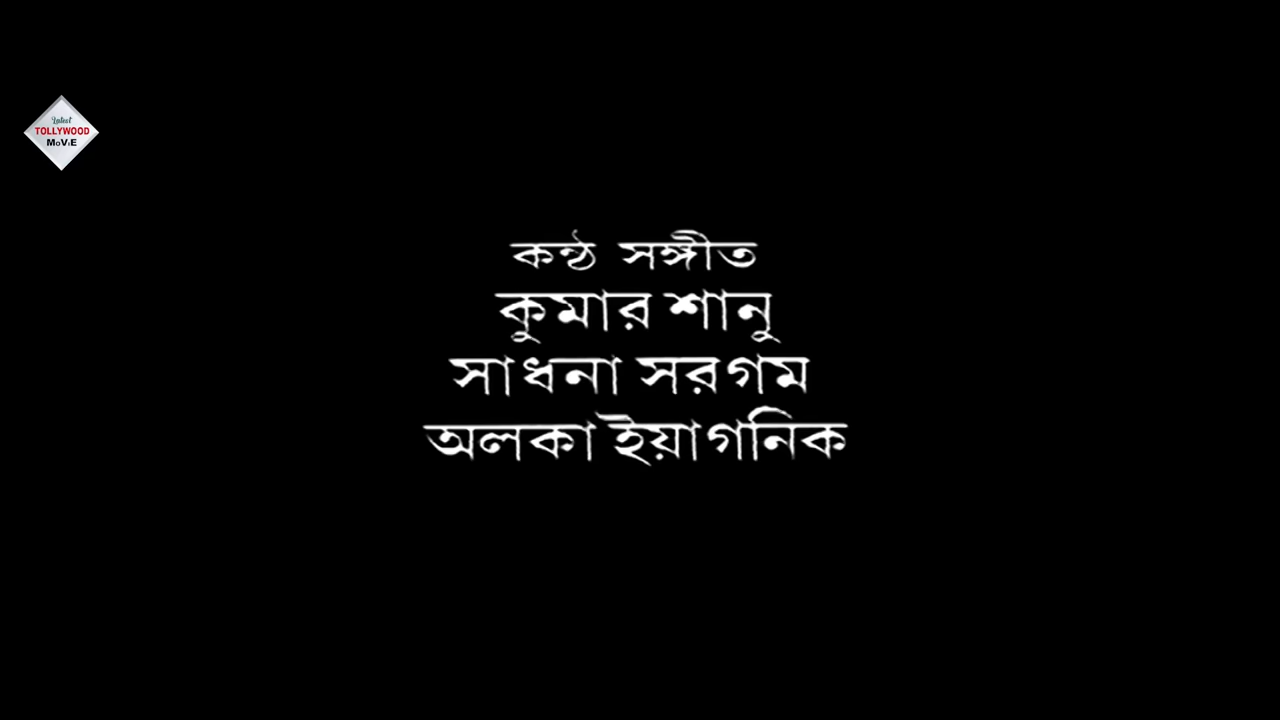 Latest
TOLLYWOOD
MoViE
কন্ঠ সঙ্গীত
কুমার শানু
সাধনা সরগম
অলকা ইয়াগনিক